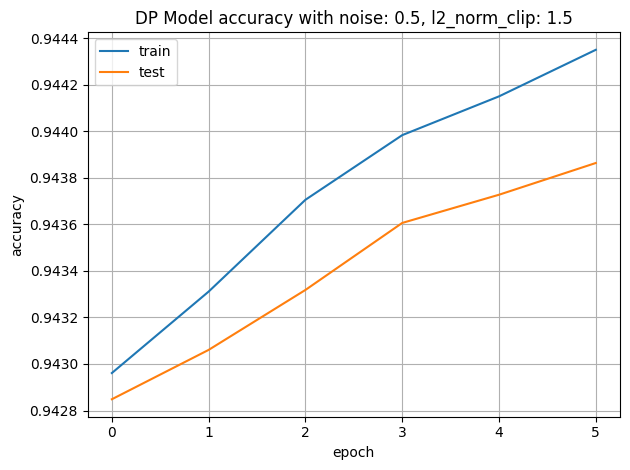 DP Model accuracy with noise: 0.5, l2_norm_clip: 1.5
0.9444
0.9442
0.9440
0.9438
0.9436
0.9434
0.9432
0.9430
0.9428
accuracy
train
test
0 1 2 3 4 5
epoch